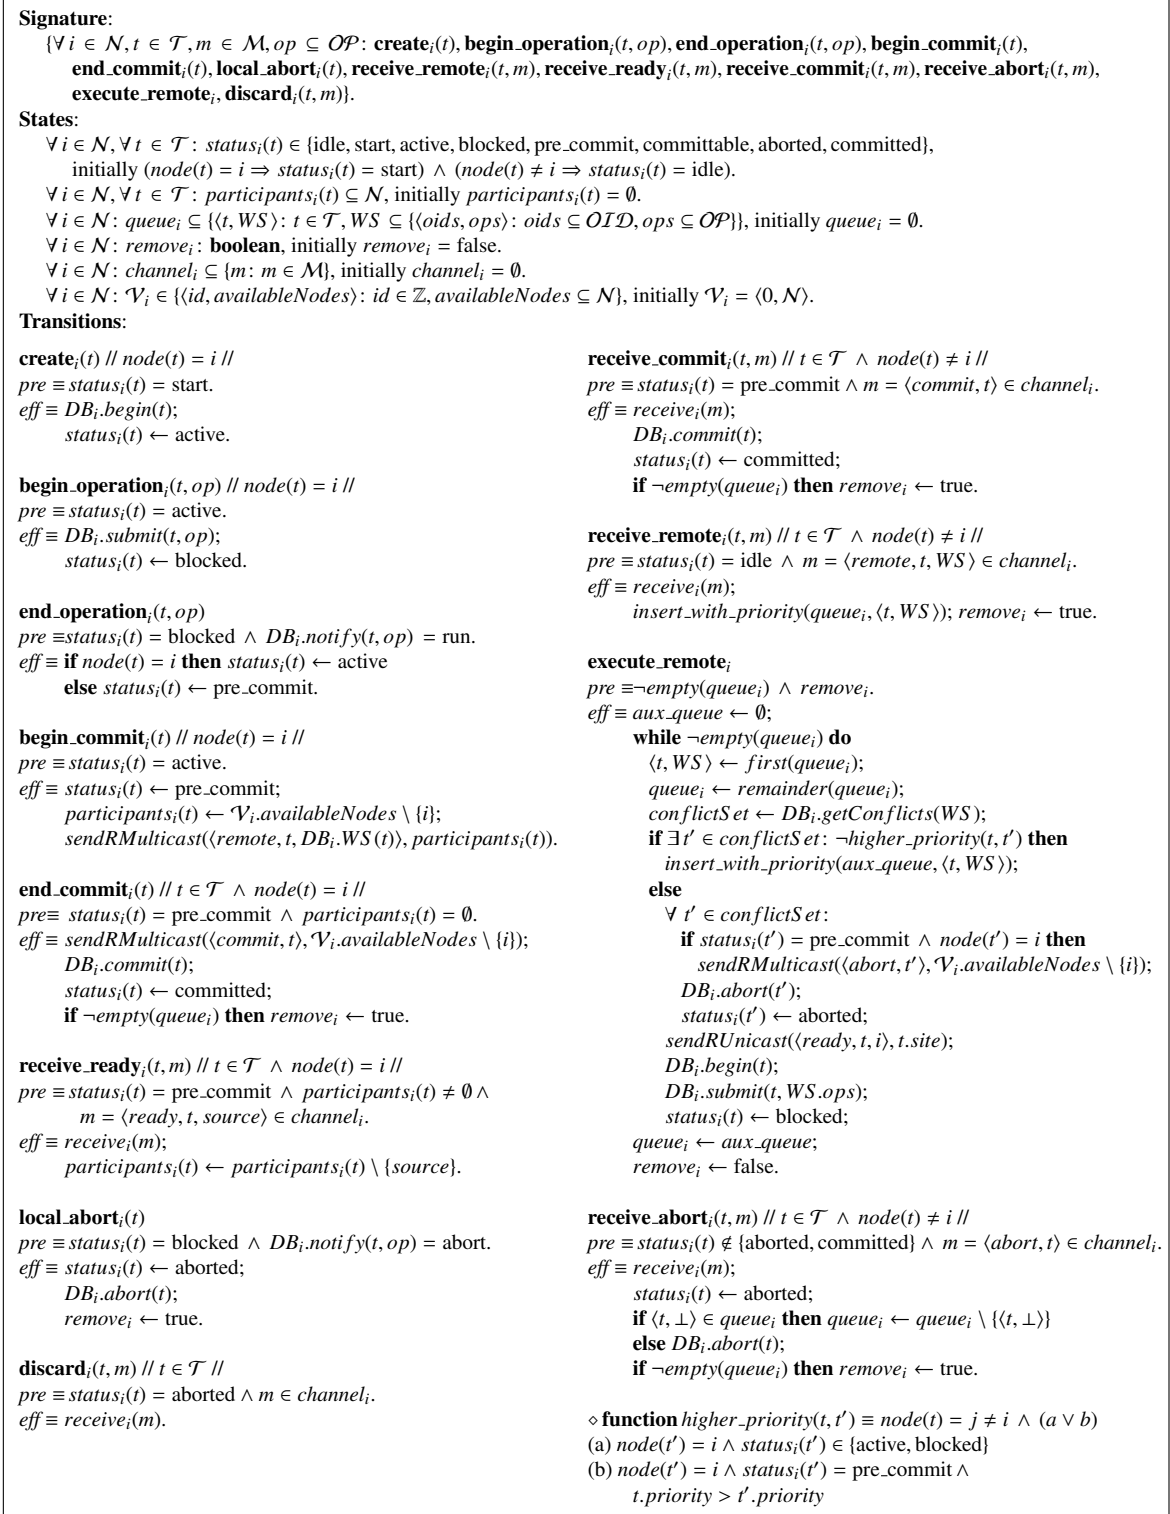 Signature:
{∀ i ∈ N, t ∈ T, m ∈ M, op ⊆ OP: create_i(t), begin_operation_i(t, op), end_operation_i(t, op), begin_commit_i(t),
end_commit_i(t), local_abort_i(t), receive_remote_i(t, m), receive_ready_i(t, m), receive_commit_i(t, m), receive_abort_i(t, m),
execute_remote_i, discard_i(t, m)}.
States:
∀ i ∈ N, ∀ t ∈ T: status_i(t) ∈ {idle, start, active, blocked, pre_commit, committable, aborted, committed},
initially (node(t) = i ⇒ status_i(t) = start) ∧ (node(t) ≠ i ⇒ status_i(t) = idle).
∀ i ∈ N, ∀ t ∈ T: participants_i(t) ⊆ N, initially participants_i(t) = ∅.
∀ i ∈ N: queue_i ⊆ {⟨t, WS⟩: t ∈ T, WS ⊆ {⟨oids, ops⟩: oids ⊆ OID, ops ⊆ OP}}, initially queue_i = ∅.
∀ i ∈ N: remove_i: boolean, initially remove_i = false.
∀ i ∈ N: channel_i ⊆ {m: m ∈ M}, initially channel_i = ∅.
∀ i ∈ N: V_i ∈ {⟨id, availableNodes⟩: id ∈ ℤ, availableNodes ⊆ N}, initially V_i = ⟨0, N⟩.
Transitions:
create_i(t) // node(t) = i //
pre ≡ status_i(t) = start.
eff ≡ DB_i.begin(t);
status_i(t) ← active.
begin_operation_i(t, op) // node(t) = i //
pre ≡ status_i(t) = active.
eff ≡ DB_i.submit(t, op);
status_i(t) ← blocked.
end_operation_i(t, op)
pre ≡status_i(t) = blocked ∧ DB_i.notify(t, op) = run.
eff ≡ if node(t) = i then status_i(t) ← active
else status_i(t) ← pre_commit.
begin_commit_i(t) // node(t) = i //
pre ≡ status_i(t) = active.
eff ≡ status_i(t) ← pre_commit;
participants_i(t) ← V_i.availableNodes \ {i};
sendRMulticast(⟨remote, t, DB_i.WS(t)⟩, participants_i(t)).
end_commit_i(t) // t ∈ T ∧ node(t) = i //
pre≡ status_i(t) = pre_commit ∧ participants_i(t) = ∅.
eff ≡ sendRMulticast(⟨commit, t⟩, V_i.availableNodes \ {i});
DB_i.commit(t);
status_i(t) ← committed;
if ¬empty(queue_i) then remove_i ← true.
receive_ready_i(t, m) // t ∈ T ∧ node(t) = i //
pre ≡ status_i(t) = pre_commit ∧ participants_i(t) ≠ ∅ ∧
m = ⟨ready, t, source⟩ ∈ channel_i.
eff ≡ receive_i(m);
participants_i(t) ← participants_i(t) \ {source}.
local_abort_i(t)
pre ≡ status_i(t) = blocked ∧ DB_i.notify(t, op) = abort.
eff ≡ status_i(t) ← aborted;
DB_i.abort(t);
remove_i ← true.
discard_i(t, m) // t ∈ T //
pre ≡ status_i(t) = aborted ∧ m ∈ channel_i.
eff ≡ receive_i(m).
receive_commit_i(t, m) // t ∈ T ∧ node(t) ≠ i //
pre ≡ status_i(t) = pre_commit ∧ m = ⟨commit, t⟩ ∈ channel_i.
eff ≡ receive_i(m);
DB_i.commit(t);
status_i(t) ← committed;
if ¬empty(queue_i) then remove_i ← true.
receive_remote_i(t, m) // t ∈ T ∧ node(t) ≠ i //
pre ≡ status_i(t) = idle ∧ m = ⟨remote, t, WS⟩ ∈ channel_i.
eff ≡ receive_i(m);
insert_with_priority(queue_i, ⟨t, WS⟩); remove_i ← true.
execute_remote_i
pre ≡¬empty(queue_i) ∧ remove_i.
eff ≡ aux_queue ← ∅;
while ¬empty(queue_i) do
⟨t, WS⟩ ← first(queue_i);
queue_i ← remainder(queue_i);
conflictSet ← DB_i.getConflicts(WS);
if ∃ t′ ∈ conflictSet: ¬higher_priority(t, t′) then
insert_with_priority(aux_queue, ⟨t, WS⟩);
else
∀ t′ ∈ conflictSet:
if status_i(t′) = pre_commit ∧ node(t′) = i then
sendRMulticast(⟨abort, t′⟩, V_i.availableNodes \ {i});
DB_i.abort(t′);
status_i(t′) ← aborted;
sendRUnicast(⟨ready, t, i⟩, t.site);
DB_i.begin(t);
DB_i.submit(t, WS.ops);
status_i(t) ← blocked;
queue_i ← aux_queue;
remove_i ← false.
receive_abort_i(t, m) // t ∈ T ∧ node(t) ≠ i //
pre ≡ status_i(t) ∉ {aborted, committed} ∧ m = ⟨abort, t⟩ ∈ channel_i.
eff ≡ receive_i(m);
status_i(t) ← aborted;
if ⟨t, ⊥⟩ ∈ queue_i then queue_i ← queue_i \ {⟨t, ⊥⟩}
else DB_i.abort(t);
if ¬empty(queue_i) then remove_i ← true.
⋄ function higher_priority(t, t′) ≡ node(t) = j ≠ i ∧ (a ∨ b)
(a) node(t′) = i ∧ status_i(t′) ∈ {active, blocked}
(b) node(t′) = i ∧ status_i(t′) = pre_commit ∧
t.priority > t′.priority